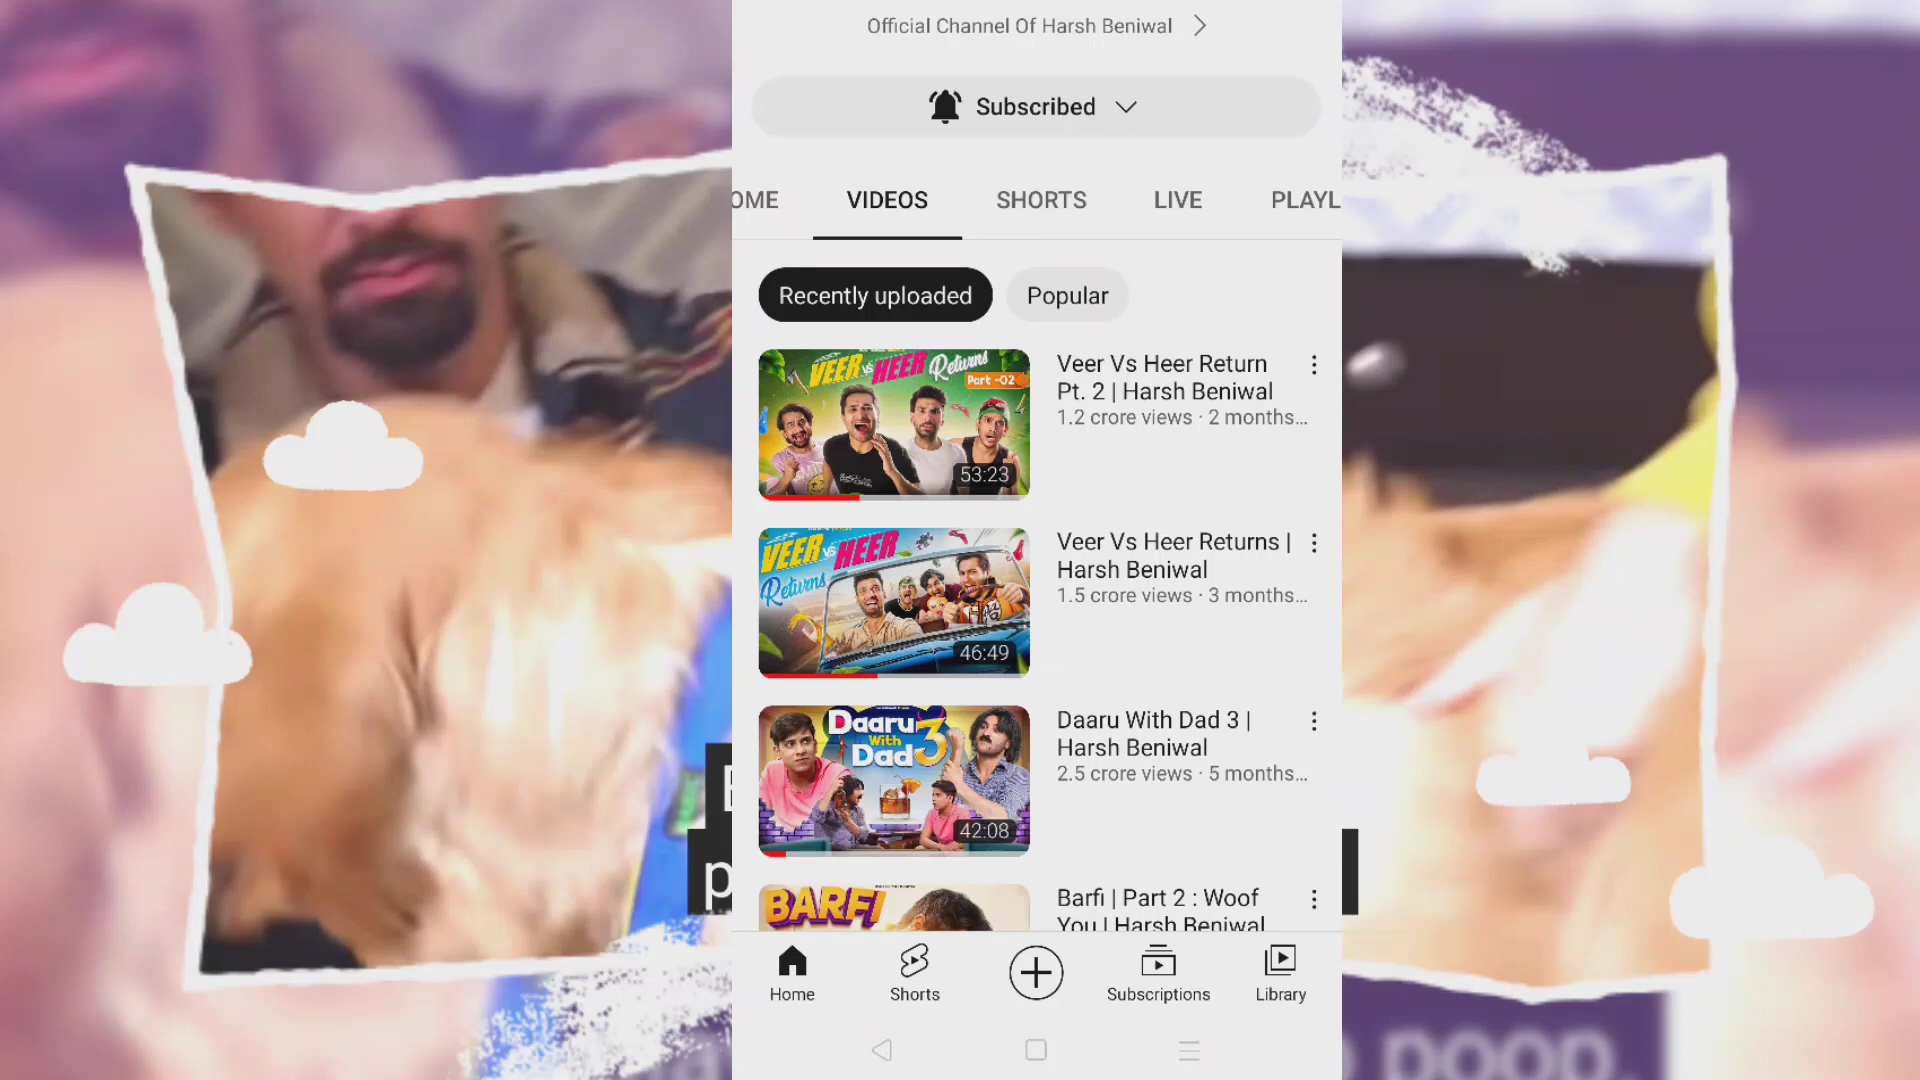 Official Channel Of Harsh Beniwal
Subscribed
OME
VIDEOS
SHORTS
LIVE
PLAYL
Recently uploaded
Popular
VEER VS HEER Returns
Part -02
53:23
Veer Vs Heer Return
Pt. 2 | Harsh Beniwal
1.2 crore views · 2 months...
VEER VS HEER
Returns
46:49
Veer Vs Heer Returns |
Harsh Beniwal
1.5 crore views · 3 months...
Daaru
With
Dad 3
42:08
Daaru With Dad 3 |
Harsh Beniwal
2.5 crore views · 5 months...
BARFI
Barfi | Part 2 : Woof
You | Harsh Beniwal
p
Home
Shorts
Subscriptions
Library
poop.